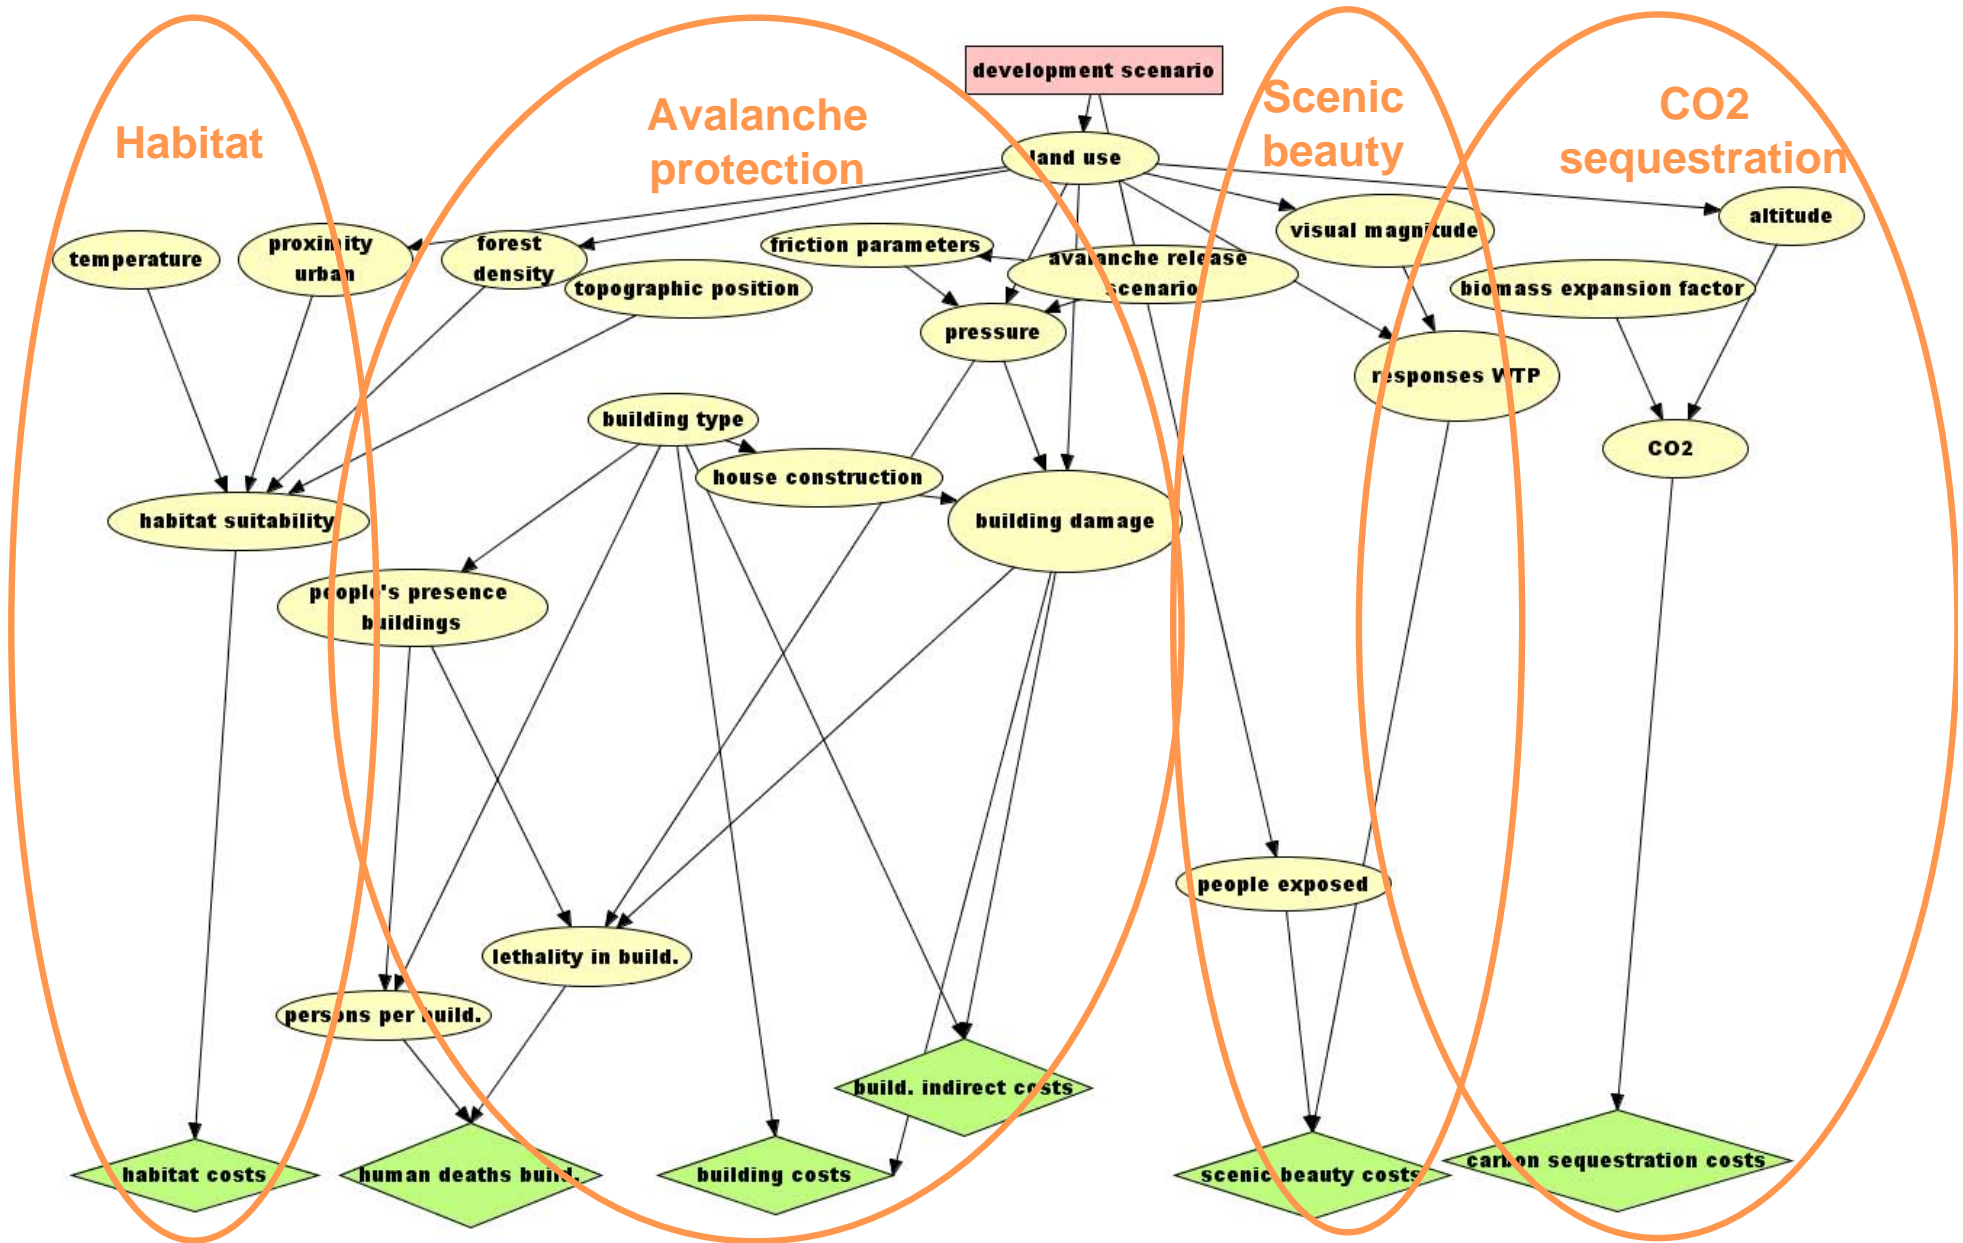 development scenario
Habitat
Avalanche
protection
Scenic
beauty
CO2
sequestration
land use
temperature
proximity
urban
forest
density
topographic position
friction parameters
avalanche release
scenario
visual magnitude
altitude
biomass expansion factor
pressure
responses WTP
building type
house construction
CO2
habitat suitability
building damage
people's presence
buildings
people exposed
lethality in build.
persons per build.
build. indirect costs
habitat costs
human deaths build.
building costs
scenic beauty costs
carbon sequestration costs